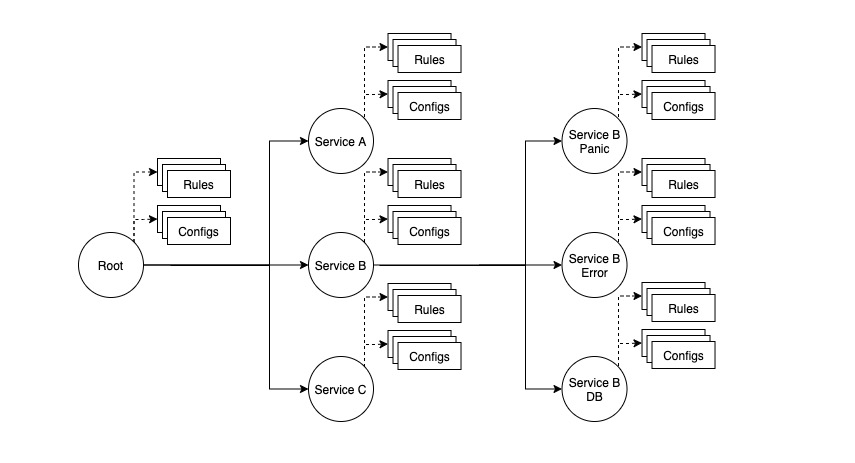 Rules
Configs
Root
Rules
Configs
Service A
Rules
Configs
Service B
Rules
Configs
Service C
Rules
Configs
Service B
Panic
Rules
Configs
Service B
Error
Rules
Configs
Service B
DB